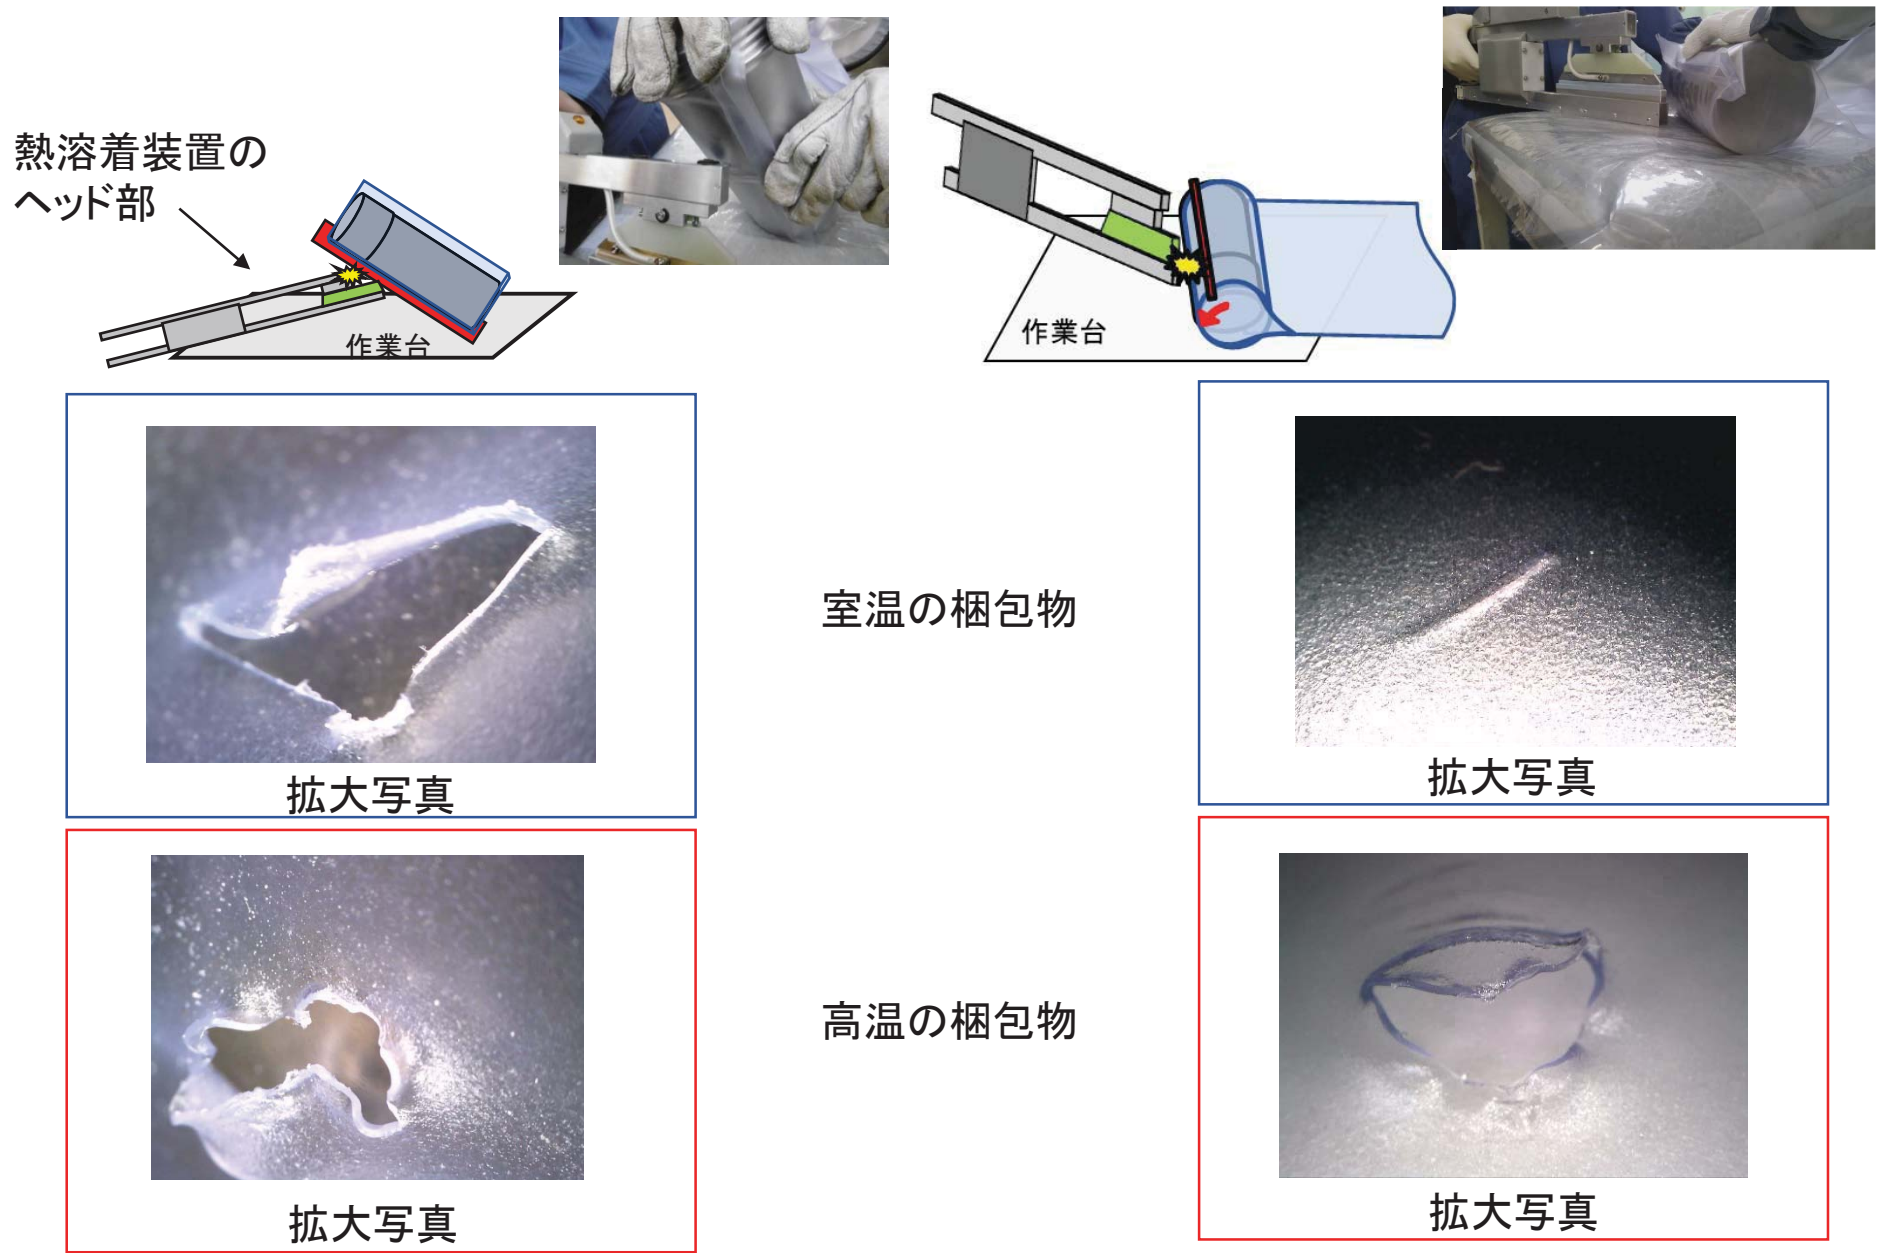 熱溶着装置の
ヘッド部
作業台
作業台
拡大写真
室温の梱包物
拡大写真
拡大写真
高温の梱包物
拡大写真